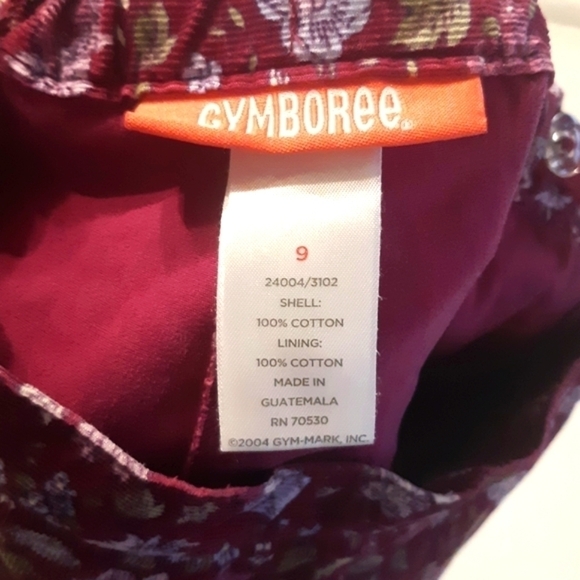 GYMBOREE
9
24004/3102
SHELL:
100% COTTON
LINING:
100% COTTON
MADE IN
GUATEMALA
RN 70530
©2004 GYM-MARK, INC.